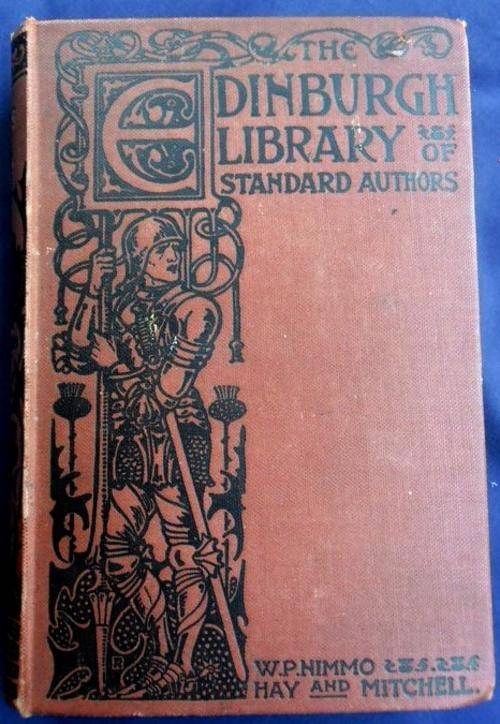 THE
EDINBURGH
LIBRARY OF
STANDARD AUTHORS
R
W.P. NIMMO
HAY AND MITCHELL.